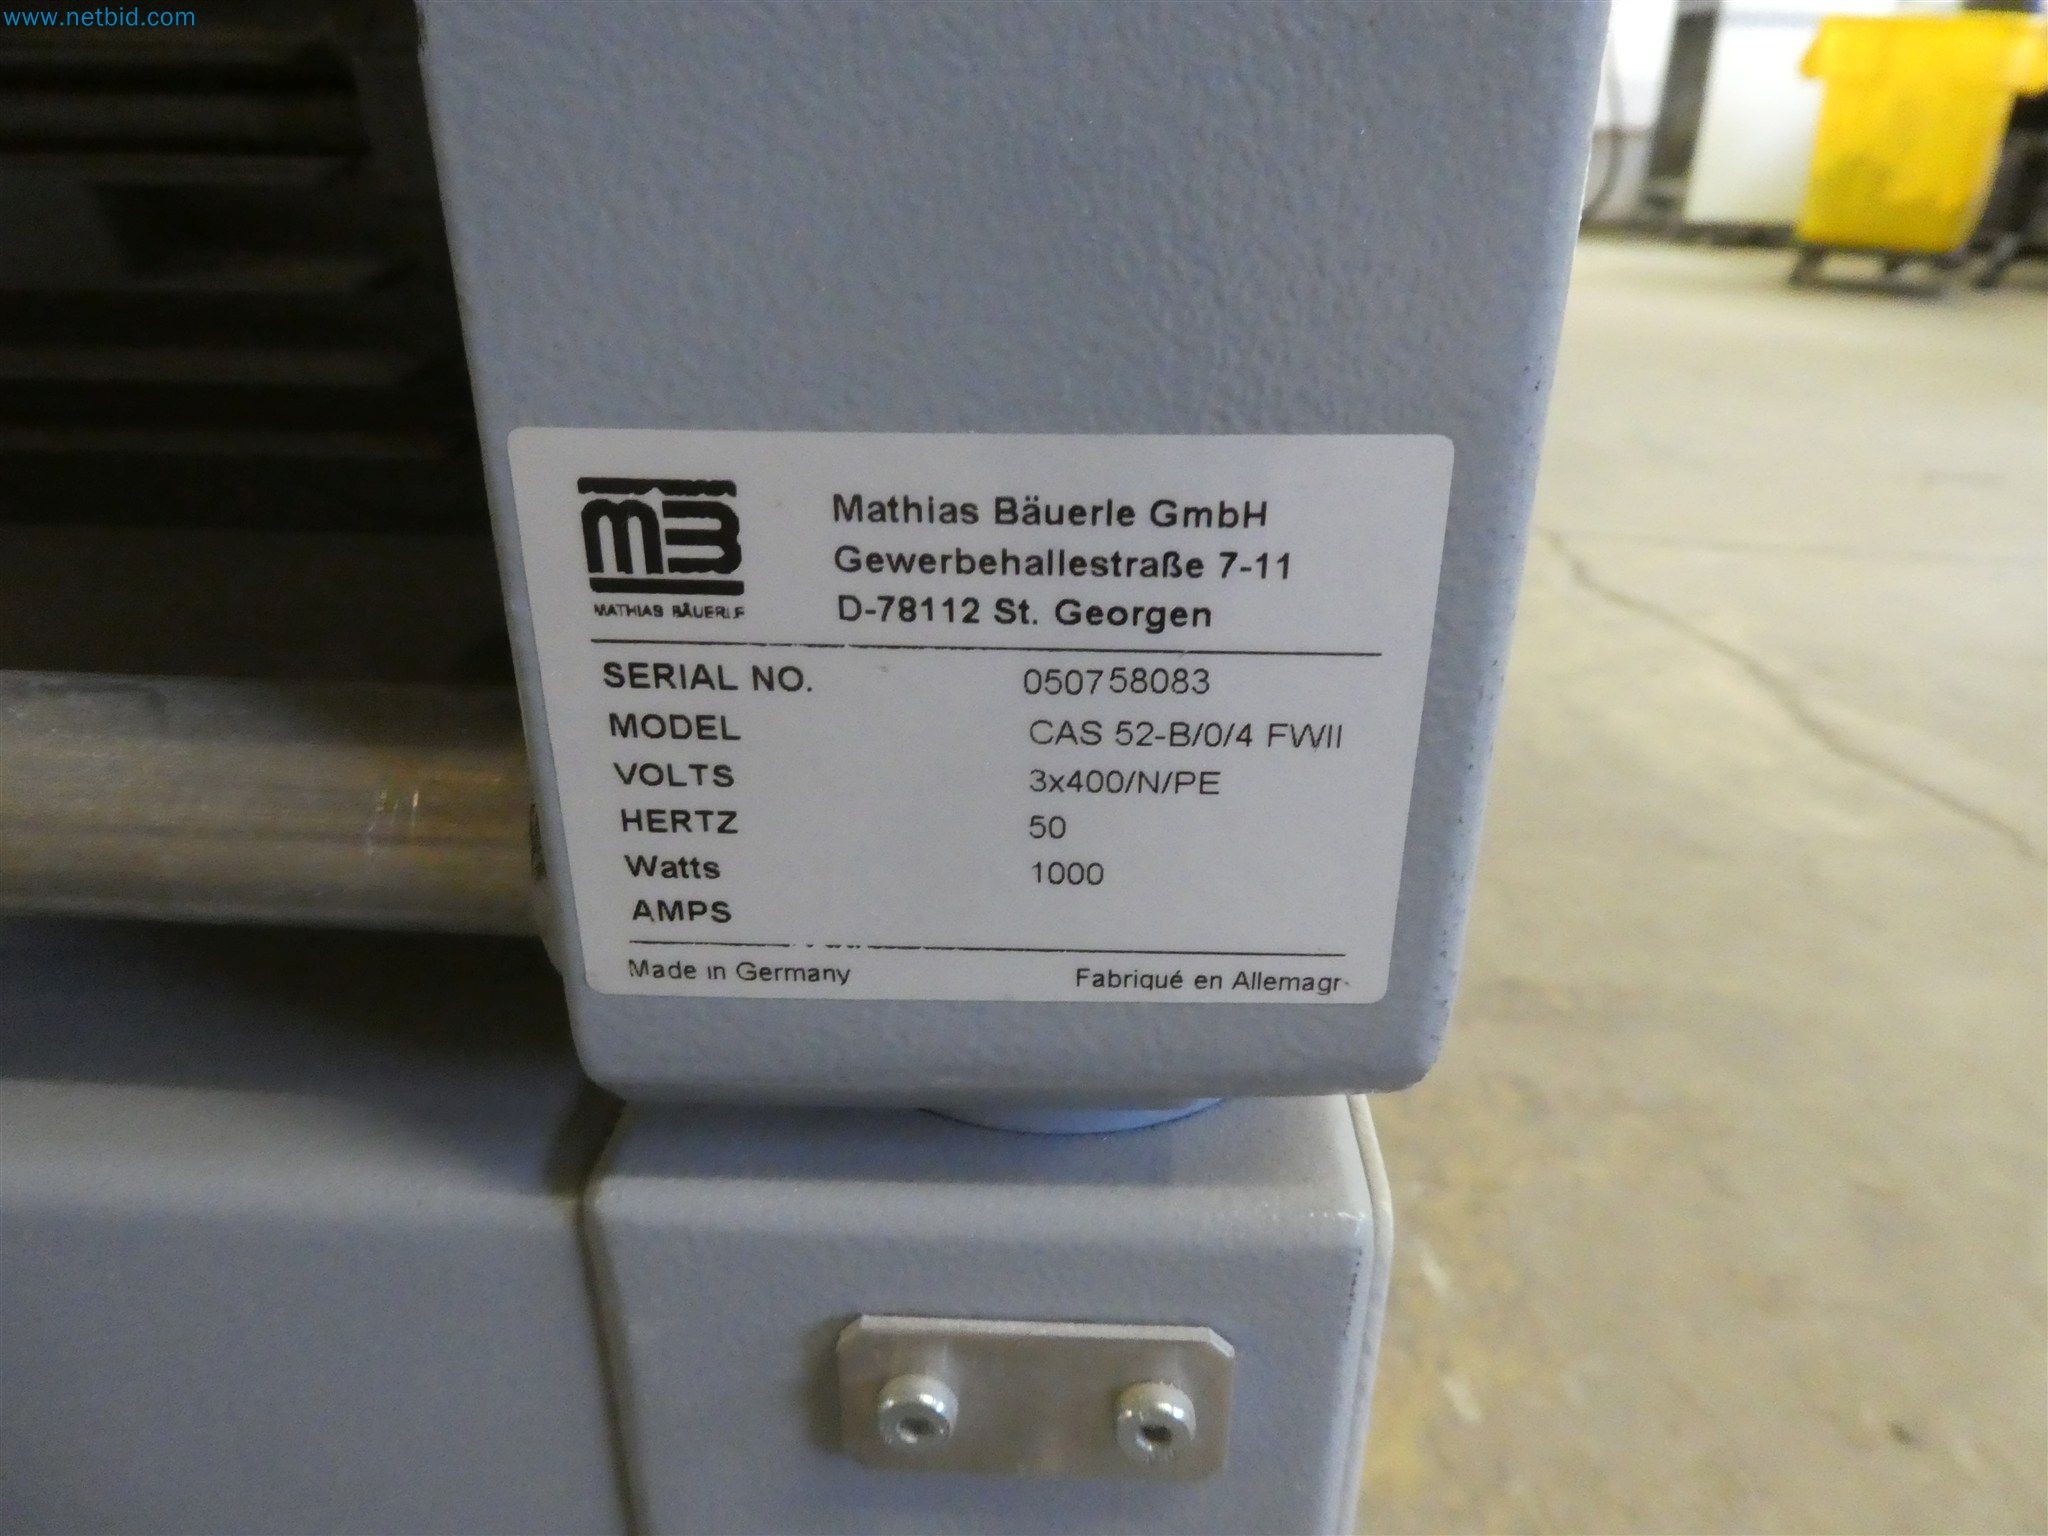 www.netbid.com
MB
MATHIAS BÄUERLE
Mathias Bäuerle GmbH
Gewerbehallestraße 7-11
D-78112 St. Georgen
SERIAL NO. 050758083
MODEL CAS 52-B/0/4 FWII
VOLTS 3x400/N/PE
HERTZ 50
Watts 1000
AMPS
Made in Germany Fabriqué en Allemagr